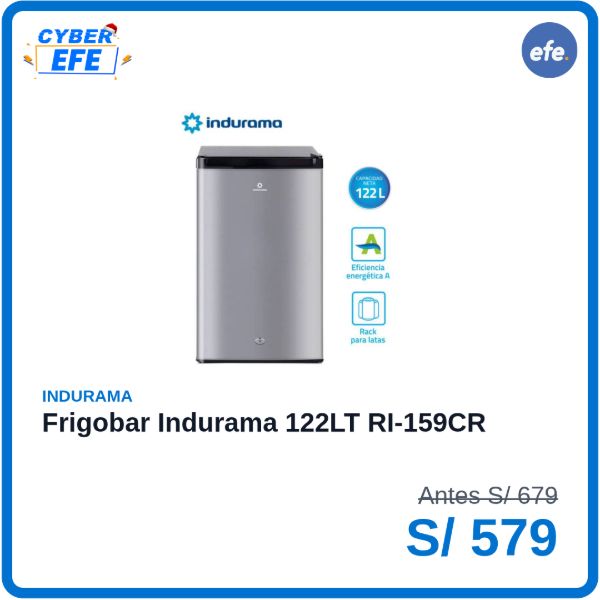 CYBER
EFE
efe.
indurama
CAPACIDAD
NETA
122 L
A
Eficiencia
energética A
Rack
para latas
INDURAMA
Frigobar Indurama 122LT RI-159CR
Antes S/ 679
S/ 579